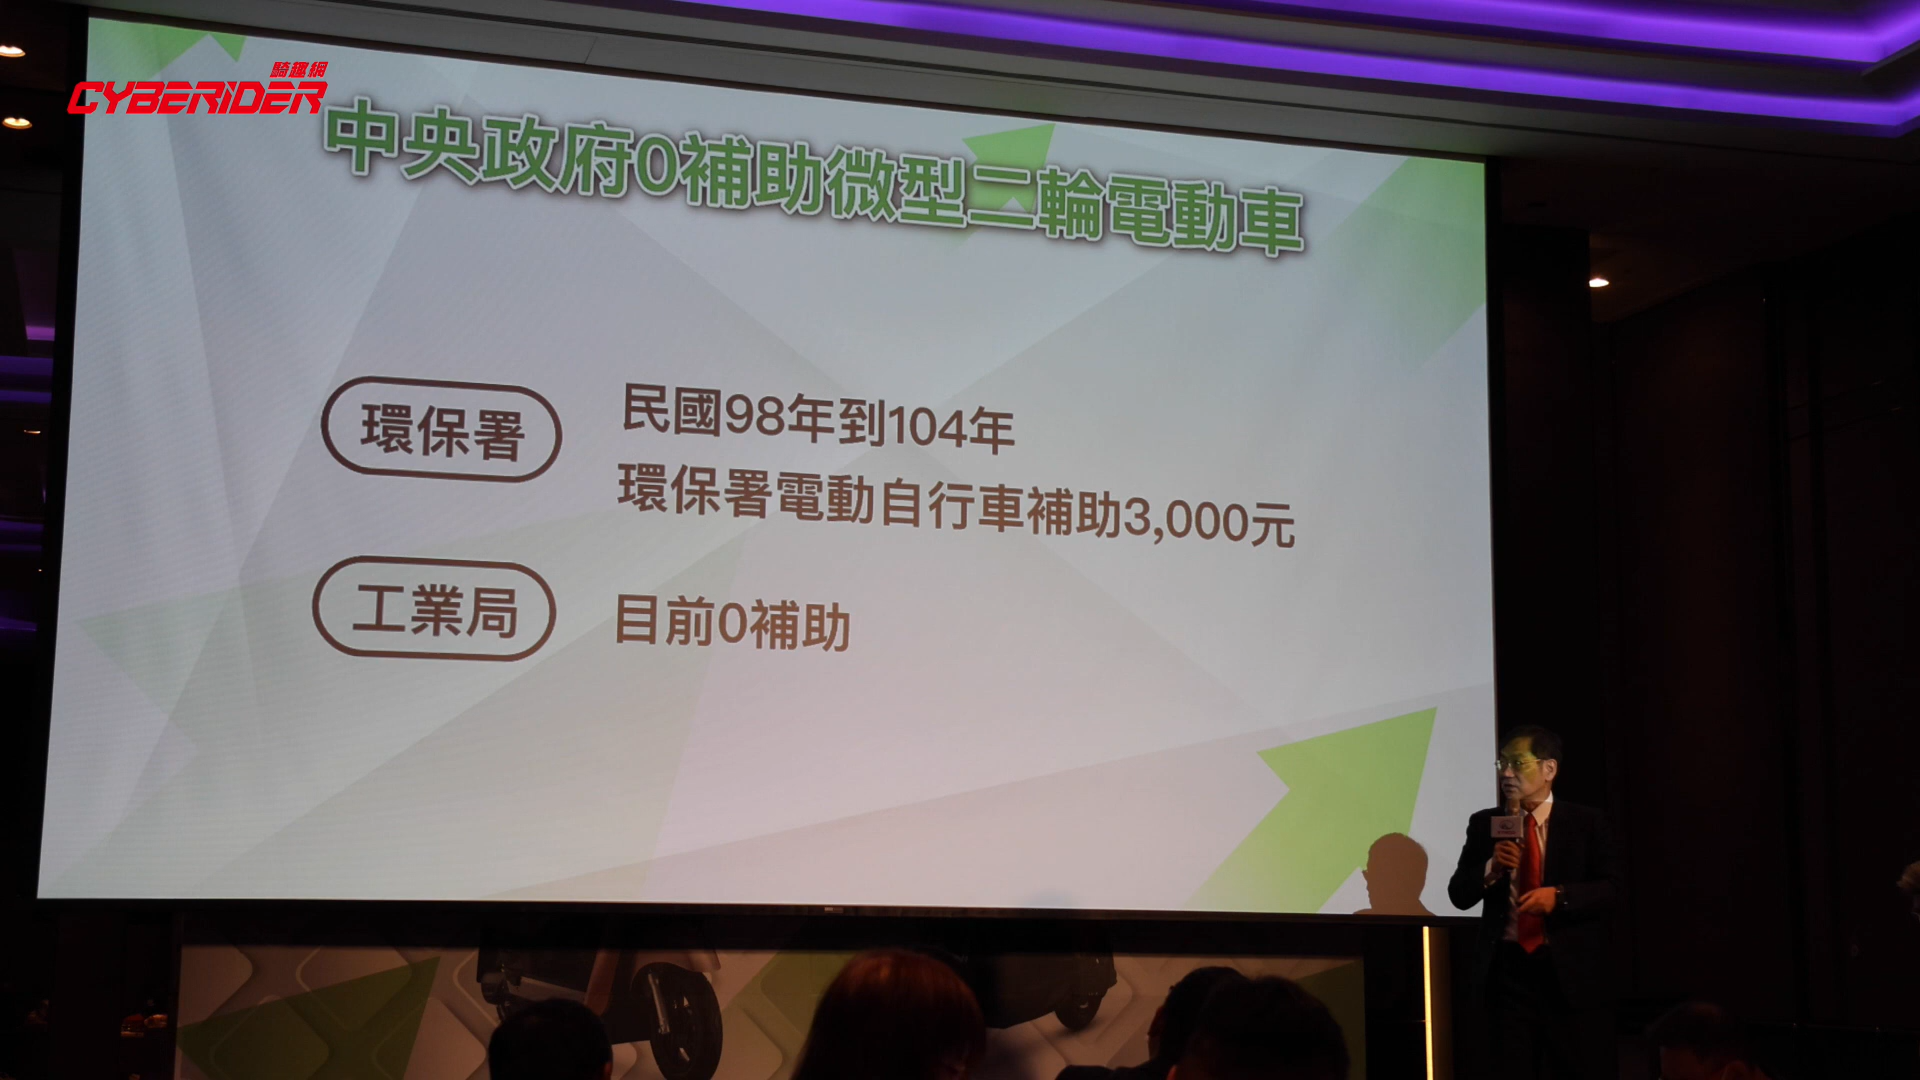 騎趣網
CYBERIDER
中央政府0補助微型二輪電動車
環保署
民國98年到104年
環保署電動自行車補助3,000元
工業局
目前0補助